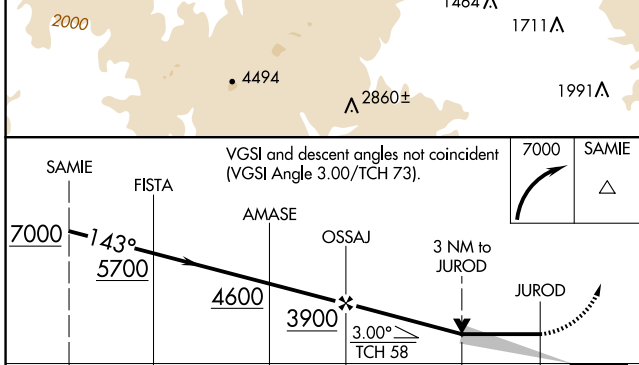 1464
2000
1711
4494
2860±
1991
VGSI and descent angles not coincident
(VGSI Angle 3.00/TCH 73).
7000
SAMIE
SAMIE
FISTA
AMASE
OSSAJ
3 NM to
JUROD
JUROD
7000
143°
5700
4600
3900
3.00°
TCH 58